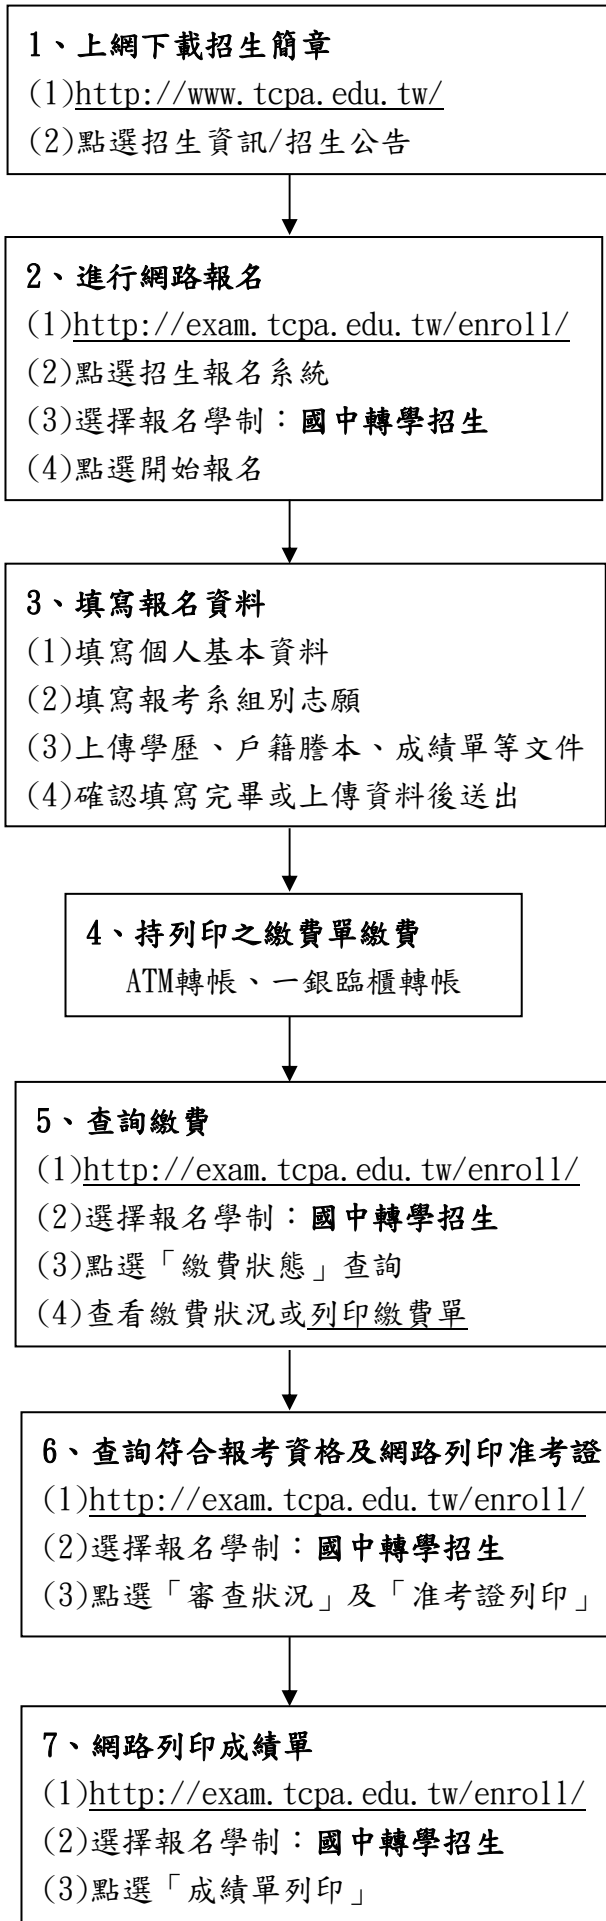 1、上網下載招生簡章
(1)http://www.tcpa.edu.tw/
(2)點選招生資訊/招生公告
2、進行網路報名
(1)http://exam.tcpa.edu.tw/enroll/
(2)點選招生報名系統
(3)選擇報名學制：國中轉學招生
(4)點選開始報名
3、填寫報名資料
(1)填寫個人基本資料
(2)填寫報考系組別志願
(3)上傳學歷、戶籍謄本、成績單等文件
(4)確認填寫完畢或上傳資料後送出
4、持列印之繳費單繳費
ATM轉帳、一銀臨櫃轉帳
5、查詢繳費
(1)http://exam.tcpa.edu.tw/enroll/
(2)選擇報名學制：國中轉學招生
(3)點選「繳費狀態」查詢
(4)查看繳費狀況或列印繳費單
6、查詢符合報考資格及網路列印准考證
(1)http://exam.tcpa.edu.tw/enroll/
(2)選擇報名學制：國中轉學招生
(3)點選「審查狀況」及「准考證列印」
7、網路列印成績單
(1)http://exam.tcpa.edu.tw/enroll/
(2)選擇報名學制：國中轉學招生
(3)點選「成績單列印」